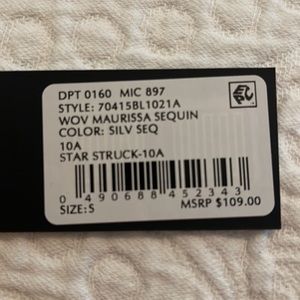 DPT 0160 MIC 897
STYLE: 70415BL1021A
WOV MAURISSA SEQUIN
COLOR: SILV SEQ
10A
STAR STRUCK-10A
0 490688 452343
SIZE: S MSRP $109.00